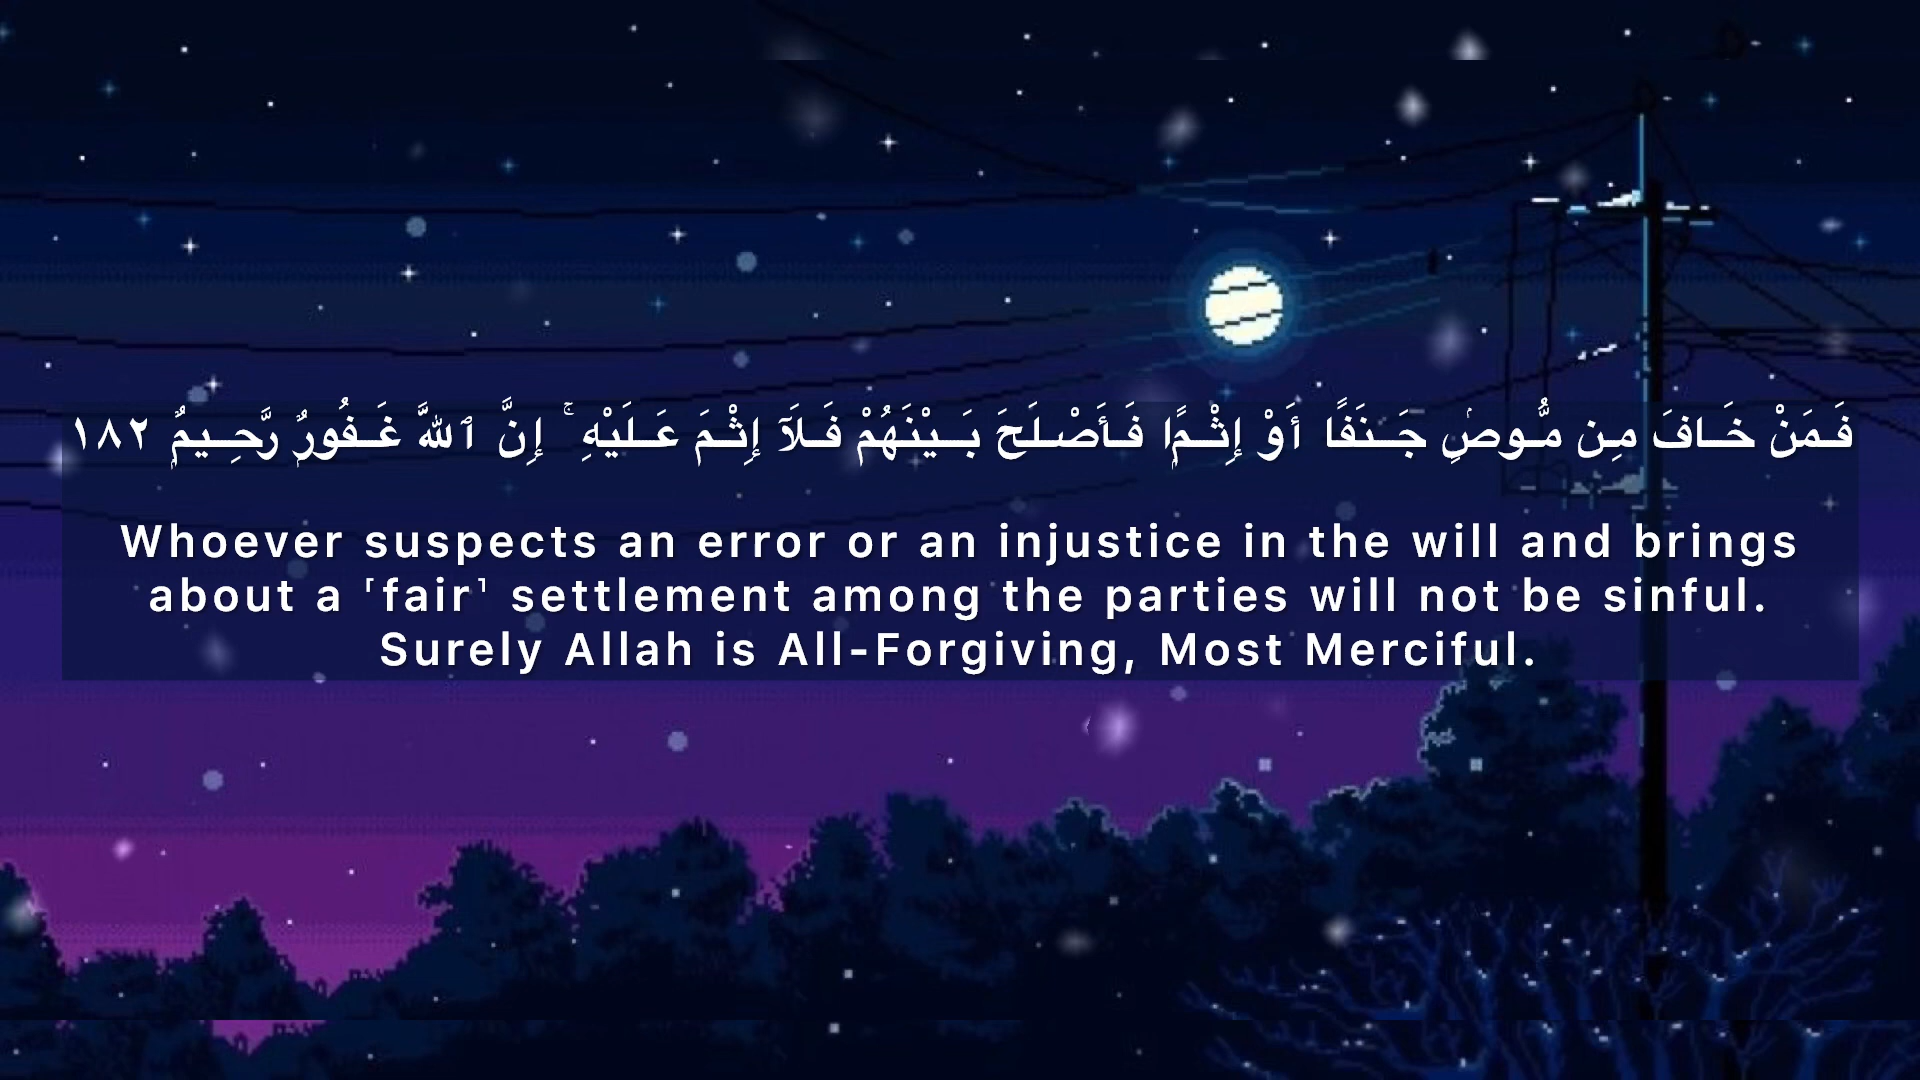 فَمَنْ خَافَ مِن مُّوصٍ جَنَفًا أَوْ إِثْمًا فَأَصْلَحَ بَيْنَهُمْ فَلَآ إِثْمَ عَلَيْهِ ۚ إِنَّ ٱللَّهَ غَفُورٌ رَّحِيمٌ ١٨٢
Whoever suspects an error or an injustice in the will and brings
about a ˹fair˺ settlement among the parties will not be sinful.
Surely Allah is All-Forgiving, Most Merciful.